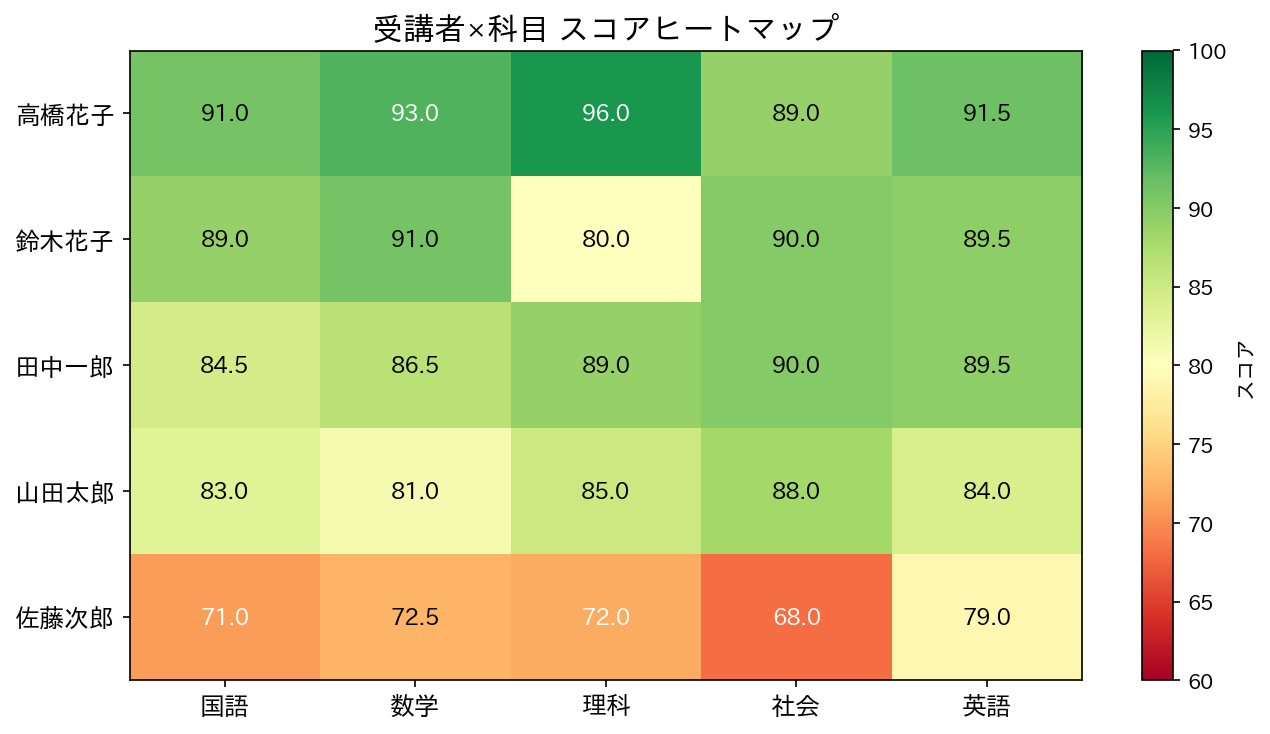 受講者×科目 スコアヒートマップ
高橋花子 91.0 93.0 96.0 89.0 91.5
鈴木花子 89.0 91.0 80.0 90.0 89.5
田中一郎 84.5 86.5 89.0 90.0 89.5
山田太郎 83.0 81.0 85.0 88.0 84.0
佐藤次郎 71.0 72.5 72.0 68.0 79.0
国語 数学 理科 社会 英語
100
95
90
85
80
75
70
65
60
スコア